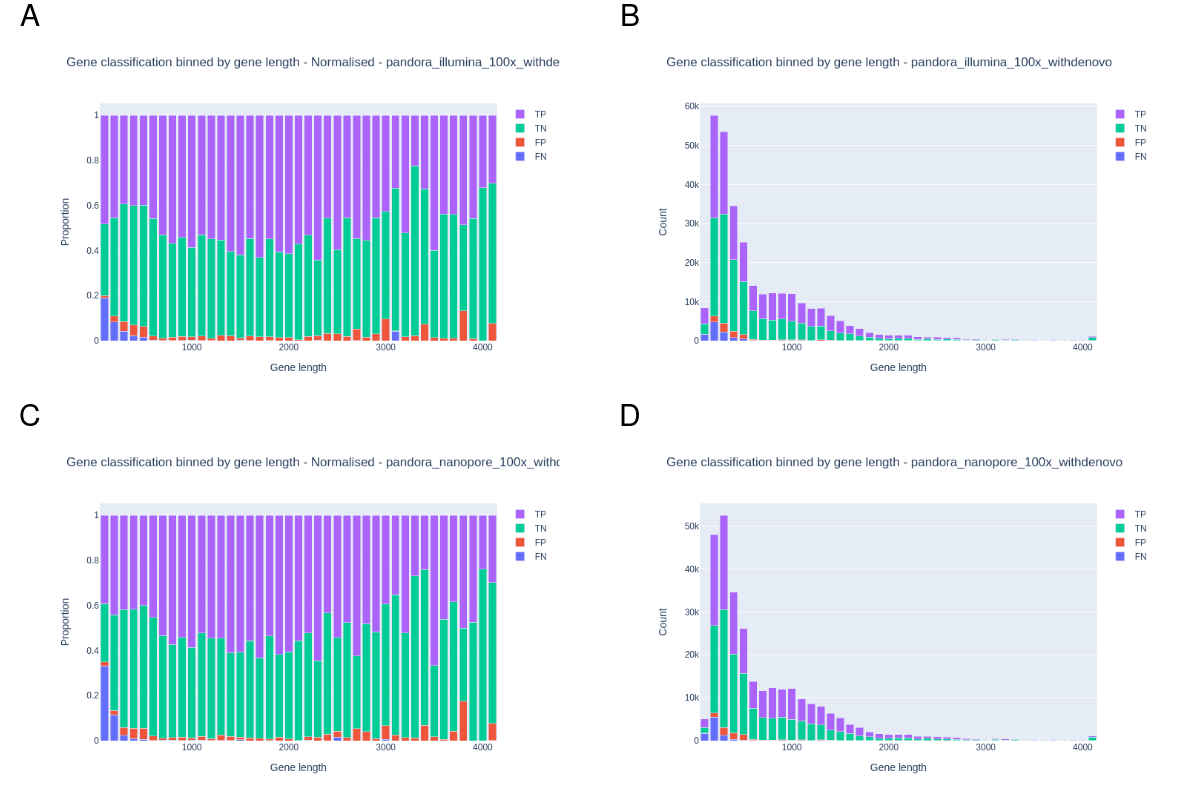 A
Gene classification binned by gene length - Normalised - pandora_illumina_100x_withde
1
0.8
0.6
0.4
0.2
0
Proportion
1000 2000 3000 4000
Gene length
TP
TN
FP
FN
B
Gene classification binned by gene length - pandora_illumina_100x_withdenovo
60k
50k
40k
30k
20k
10k
0
Count
1000 2000 3000 4000
Gene length
TP
TN
FP
FN
C
Gene classification binned by gene length - Normalised - pandora_nanopore_100x_withc
1
0.8
0.6
0.4
0.2
0
Proportion
1000 2000 3000 4000
Gene length
TP
TN
FP
FN
D
Gene classification binned by gene length - pandora_nanopore_100x_withdenovo
50k
40k
30k
20k
10k
0
Count
1000 2000 3000 4000
Gene length
TP
TN
FP
FN